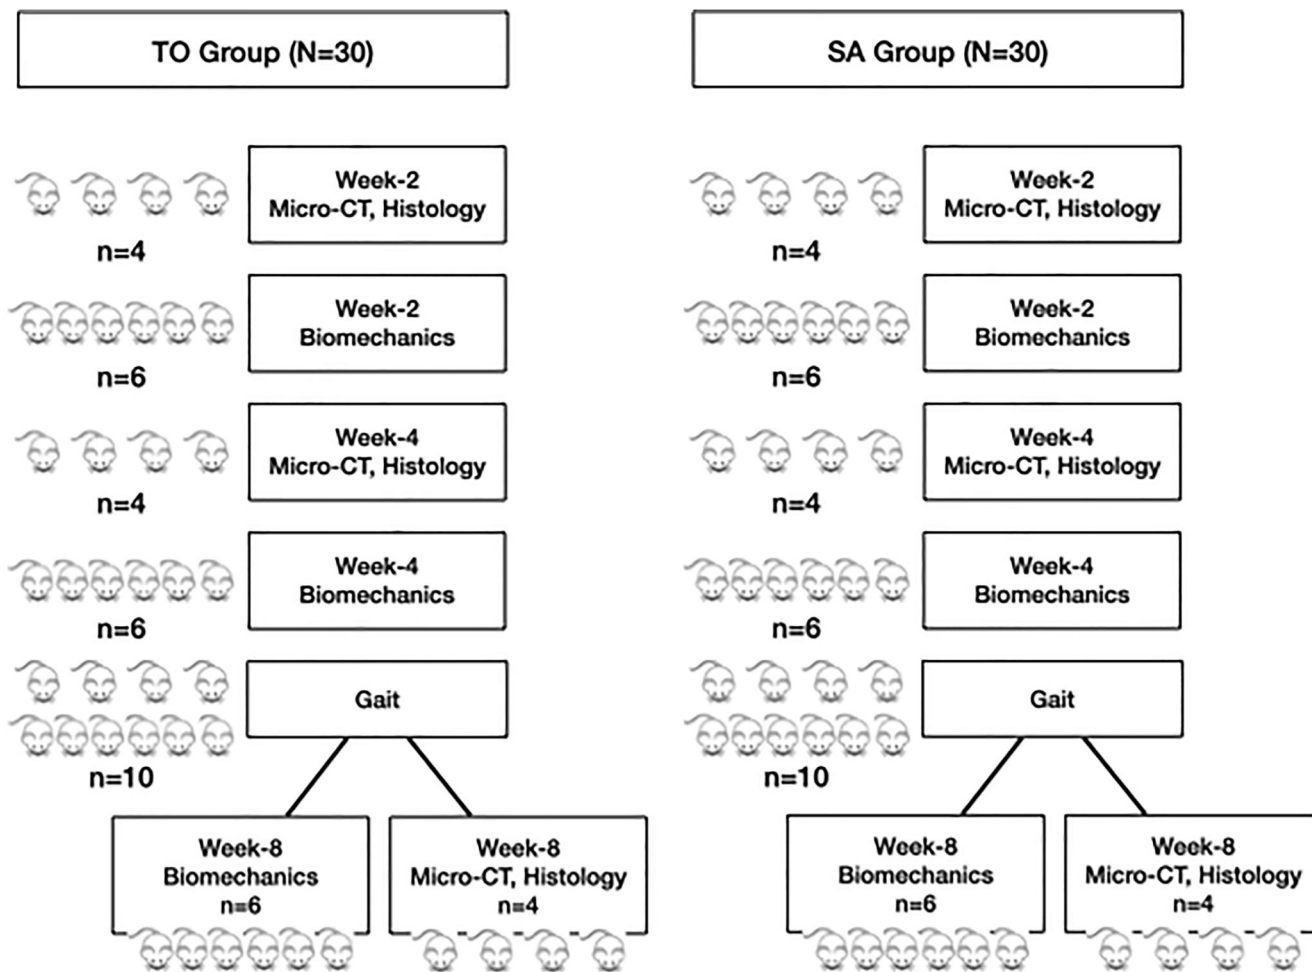 TO Group (N=30)
Week-2
Micro-CT, Histology
n=4
Week-2
Biomechanics
n=6
Week-4
Micro-CT, Histology
n=4
Week-4
Biomechanics
n=6
Gait
n=10
Week-8
Biomechanics
n=6
Week-8
Micro-CT, Histology
n=4
SA Group (N=30)
Week-2
Micro-CT, Histology
n=4
Week-2
Biomechanics
n=6
Week-4
Micro-CT, Histology
n=4
Week-4
Biomechanics
n=6
Gait
n=10
Week-8
Biomechanics
n=6
Week-8
Micro-CT, Histology
n=4